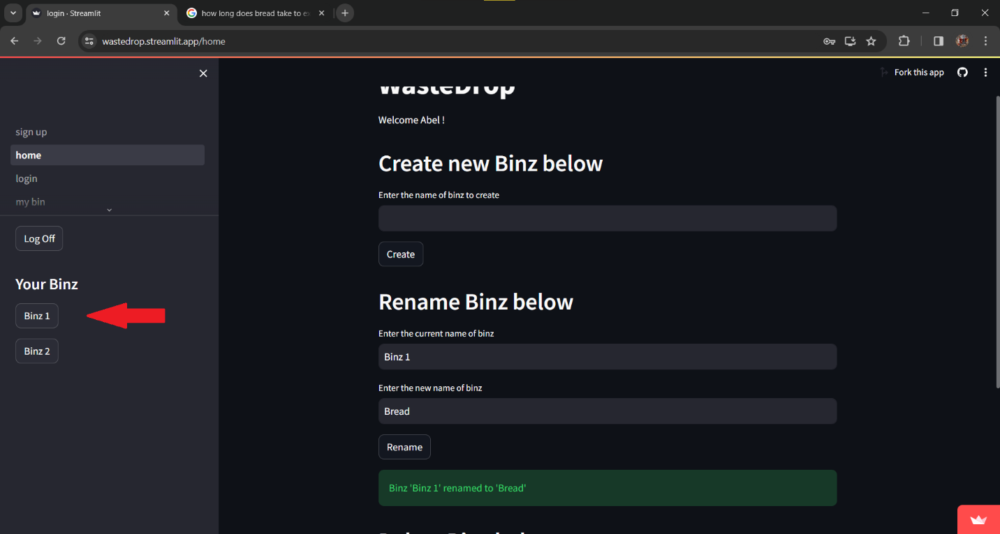 login · Streamlit
how long does bread take to ex
wastedrop.streamlit.app/home
Fork this app
sign up
home
login
my bin
Log Off
Your Binz
Binz 1
Binz 2
WasteDrop
Welcome Abel !
Create new Binz below
Enter the name of binz to create
Create
Rename Binz below
Enter the current name of binz
Binz 1
Enter the new name of binz
Bread
Rename
Binz 'Binz 1' renamed to 'Bread'